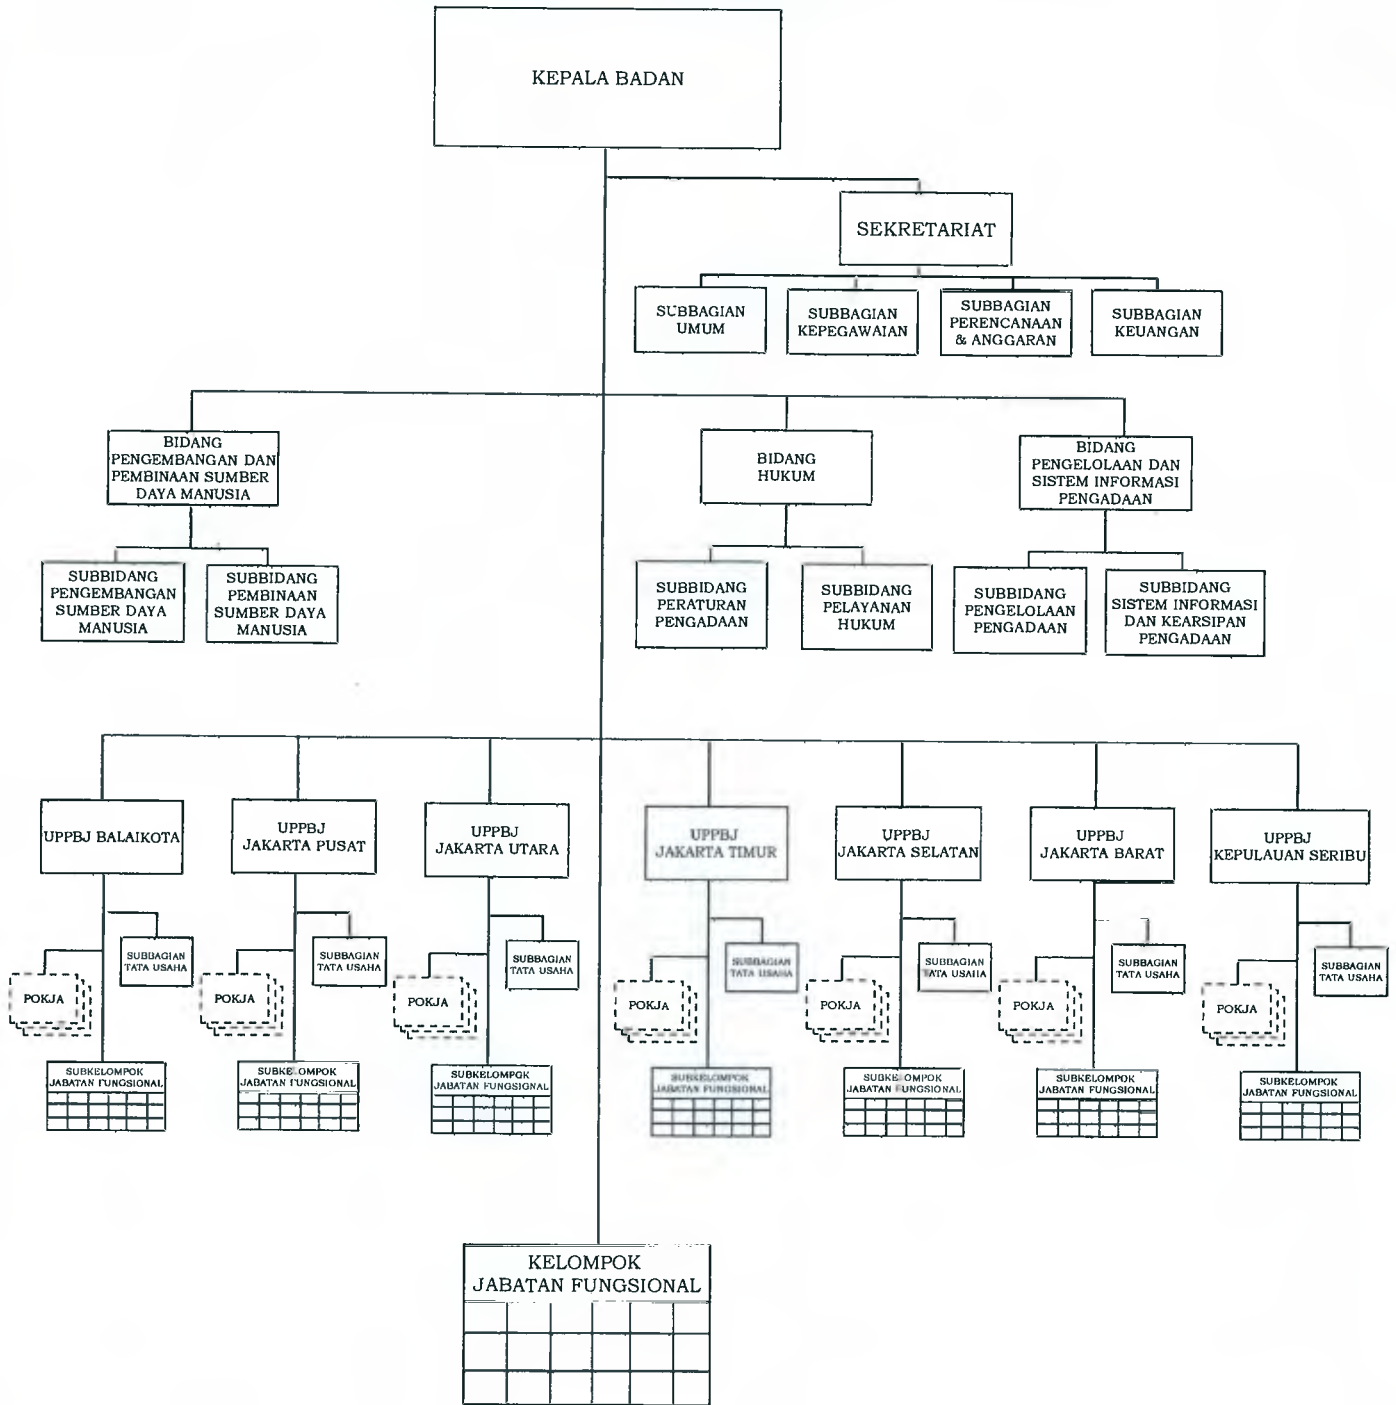 KEPALA BADAN
SEKRETARIAT
SUBBAGIAN
UMUM
SUBBAGIAN
KEPEGAWAIAN
SUBBAGIAN
PERENCANAAN
& ANGGARAN
SUBBAGIAN
KEUANGAN
BIDANG
PENGEMBANGAN DAN
PEMBINAAN SUMBER
DAYA MANUSIA
BIDANG
HUKUM
BIDANG
PENGELOLAAN DAN
SISTEM INFORMASI
PENGADAAN
SUBBIDANG
PENGEMBANGAN
SUMBER DAYA
MANUSIA
SUBBIDANG
PEMBINAAN
SUMBER DAYA
MANUSIA
SUBBIDANG
PERATURAN
PENGADAAN
SUBBIDANG
PELAYANAN
HUKUM
SUBBIDANG
PENGELOLAAN
PENGADAAN
SUBBIDANG
SISTEM INFORMASI
DAN KEARSIPAN
PENGADAAN
UPPBJ BALAIKOTA
UPPBJ
JAKARTA PUSAT
UPPBJ
JAKARTA UTARA
UPPBJ
JAKARTA TIMUR
UPPBJ
JAKARTA SELATAN
UPPBJ
JAKARTA BARAT
UPPBJ
KEPULAUAN SERIBU
SUBBAGIAN
TATA USAHA
SUBBAGIAN
TATA USAHA
SUBBAGIAN
TATA USAHA
SUBBAGIAN
TATA USAHA
SUBBAGIAN
TATA USAHA
SUBBAGIAN
TATA USAHA
SUBBAGIAN
TATA USAHA
POKJA
POKJA
POKJA
POKJA
POKJA
POKJA
POKJA
SUBKELOMPOK
JABATAN FUNGSIONAL
SUBKELOMPOK
JABATAN FUNGSIONAL
SUBKELOMPOK
JABATAN FUNGSIONAL
SUBKELOMPOK
JABATAN FUNGSIONAL
SUBKELOMPOK
JABATAN FUNGSIONAL
SUBKELOMPOK
JABATAN FUNGSIONAL
SUBKELOMPOK
JABATAN FUNGSIONAL
KELOMPOK
JABATAN FUNGSIONAL